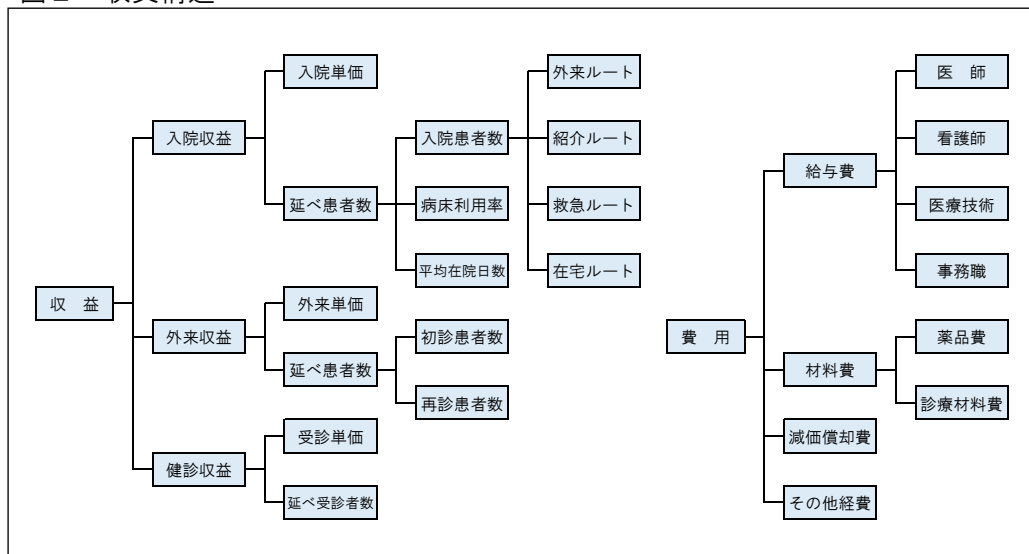 収　益
入院収益
入院単価
延べ患者数
入院患者数
外来ルート
紹介ルート
救急ルート
在宅ルート
病床利用率
平均在院日数
外来収益
外来単価
延べ患者数
初診患者数
再診患者数
健診収益
受診単価
延べ受診者数
費　用
給与費
医　師
看護師
医療技術
事務職
材料費
薬品費
診療材料費
減価償却費
その他経費